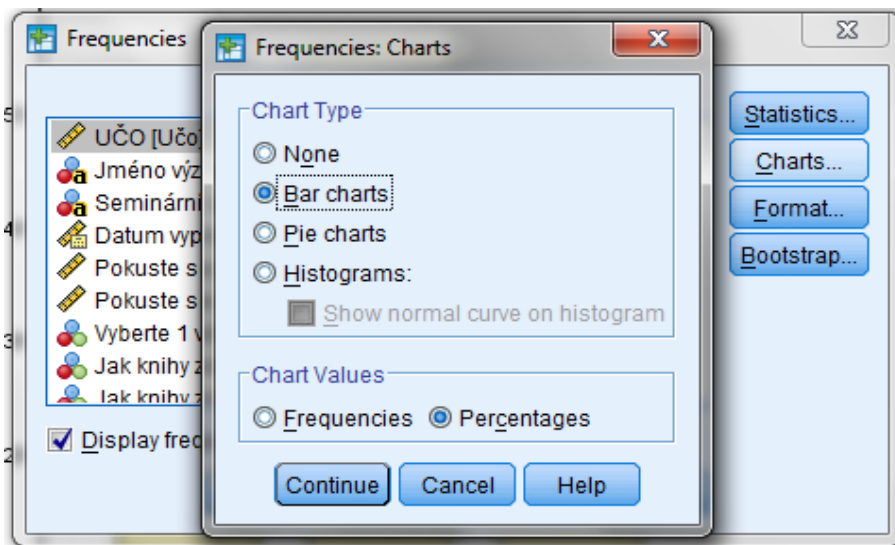 Frequencies
Frequencies: Charts
UČO [Učo]
Jméno výz
Seminární
Datum vyp
Pokuste s
Pokuste s
Vyberte 1 v
Jak knihy z
Jak knihy z
Display freq
Chart Type
None
Bar charts
Pie charts
Histograms:
Show normal curve on histogram
Chart Values
Frequencies
Percentages
Continue
Cancel
Help
Statistics...
Charts...
Format...
Bootstrap...